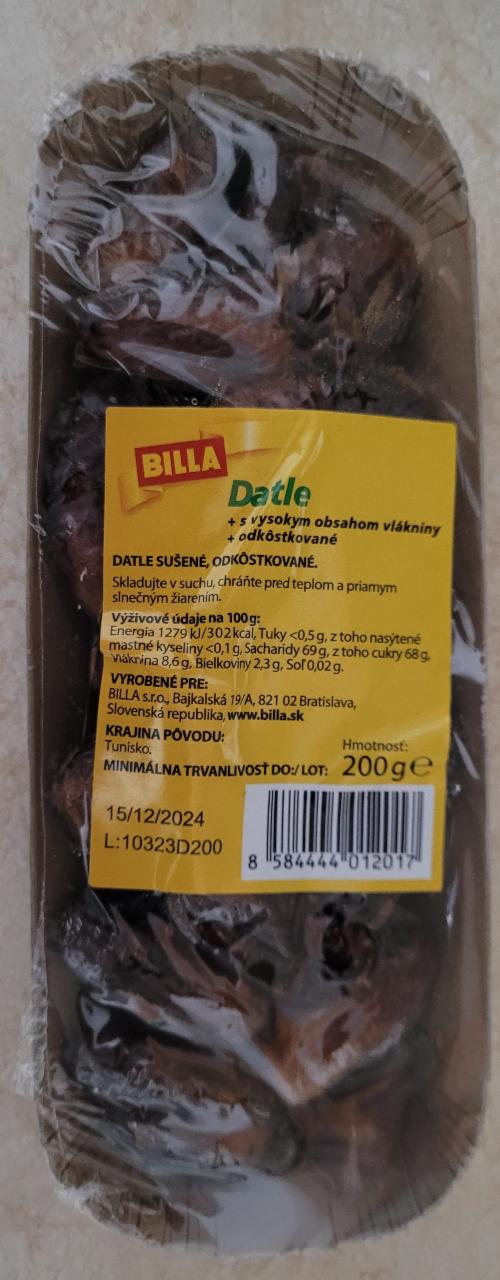 BILLA
Datle
+ s vysokým obsahom vlákniny
+ odkôstkované
DATLE SUŠENÉ, ODKÔSTKOVANÉ.
Skladujte v suchu, chráňte pred teplom a priamym
slnečným žiarením.
Výživové údaje na 100g:
Energia 1279 kJ/302 kcal, Tuky <0,5 g, z toho nasýtené
mastné kyseliny <0,1 g, Sacharidy 69 g, z toho cukry 68 g,
Vláknina 8,6 g, Bielkoviny 2,3 g, Soľ 0,02 g.
VYROBENÉ PRE:
BILLA s.r.o., Bajkalská 19/A, 821 02 Bratislava,
Slovenská republika, www.billa.sk
KRAJINA PÔVODU:
Tunisko.
Hmotnosť:
MINIMÁLNA TRVANLIVOSŤ DO:/ LOT: 200g℮
15/12/2024
L:10323D200
8 584444 012017